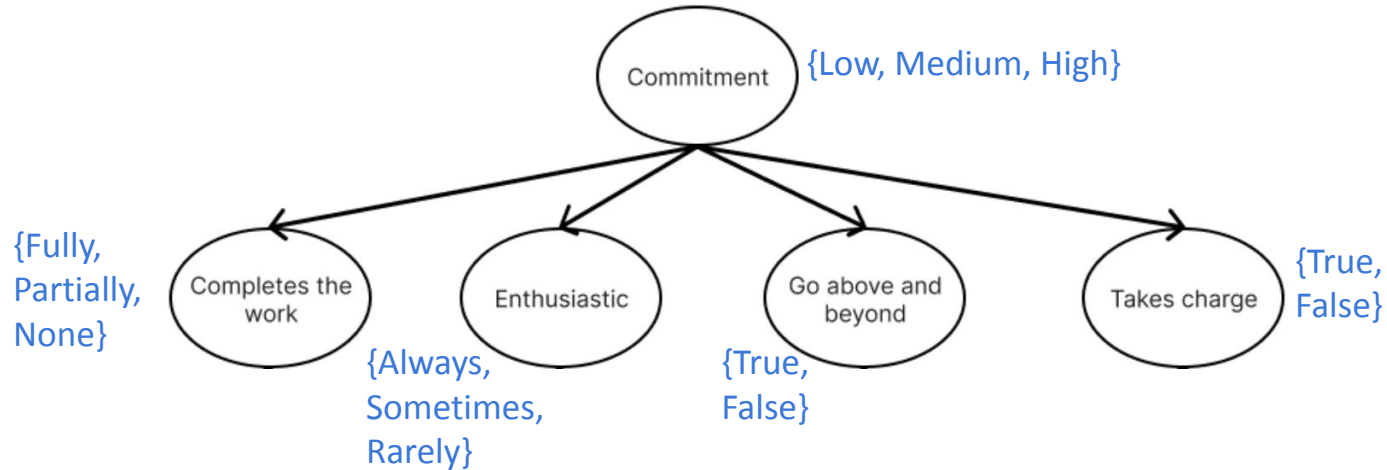 Commitment
{Low, Medium, High}
{Fully,
Partially,
None}
Completes the
work
Enthusiastic
{Always,
Sometimes,
Rarely}
Go above and
beyond
{True,
False}
Takes charge
{True,
False}